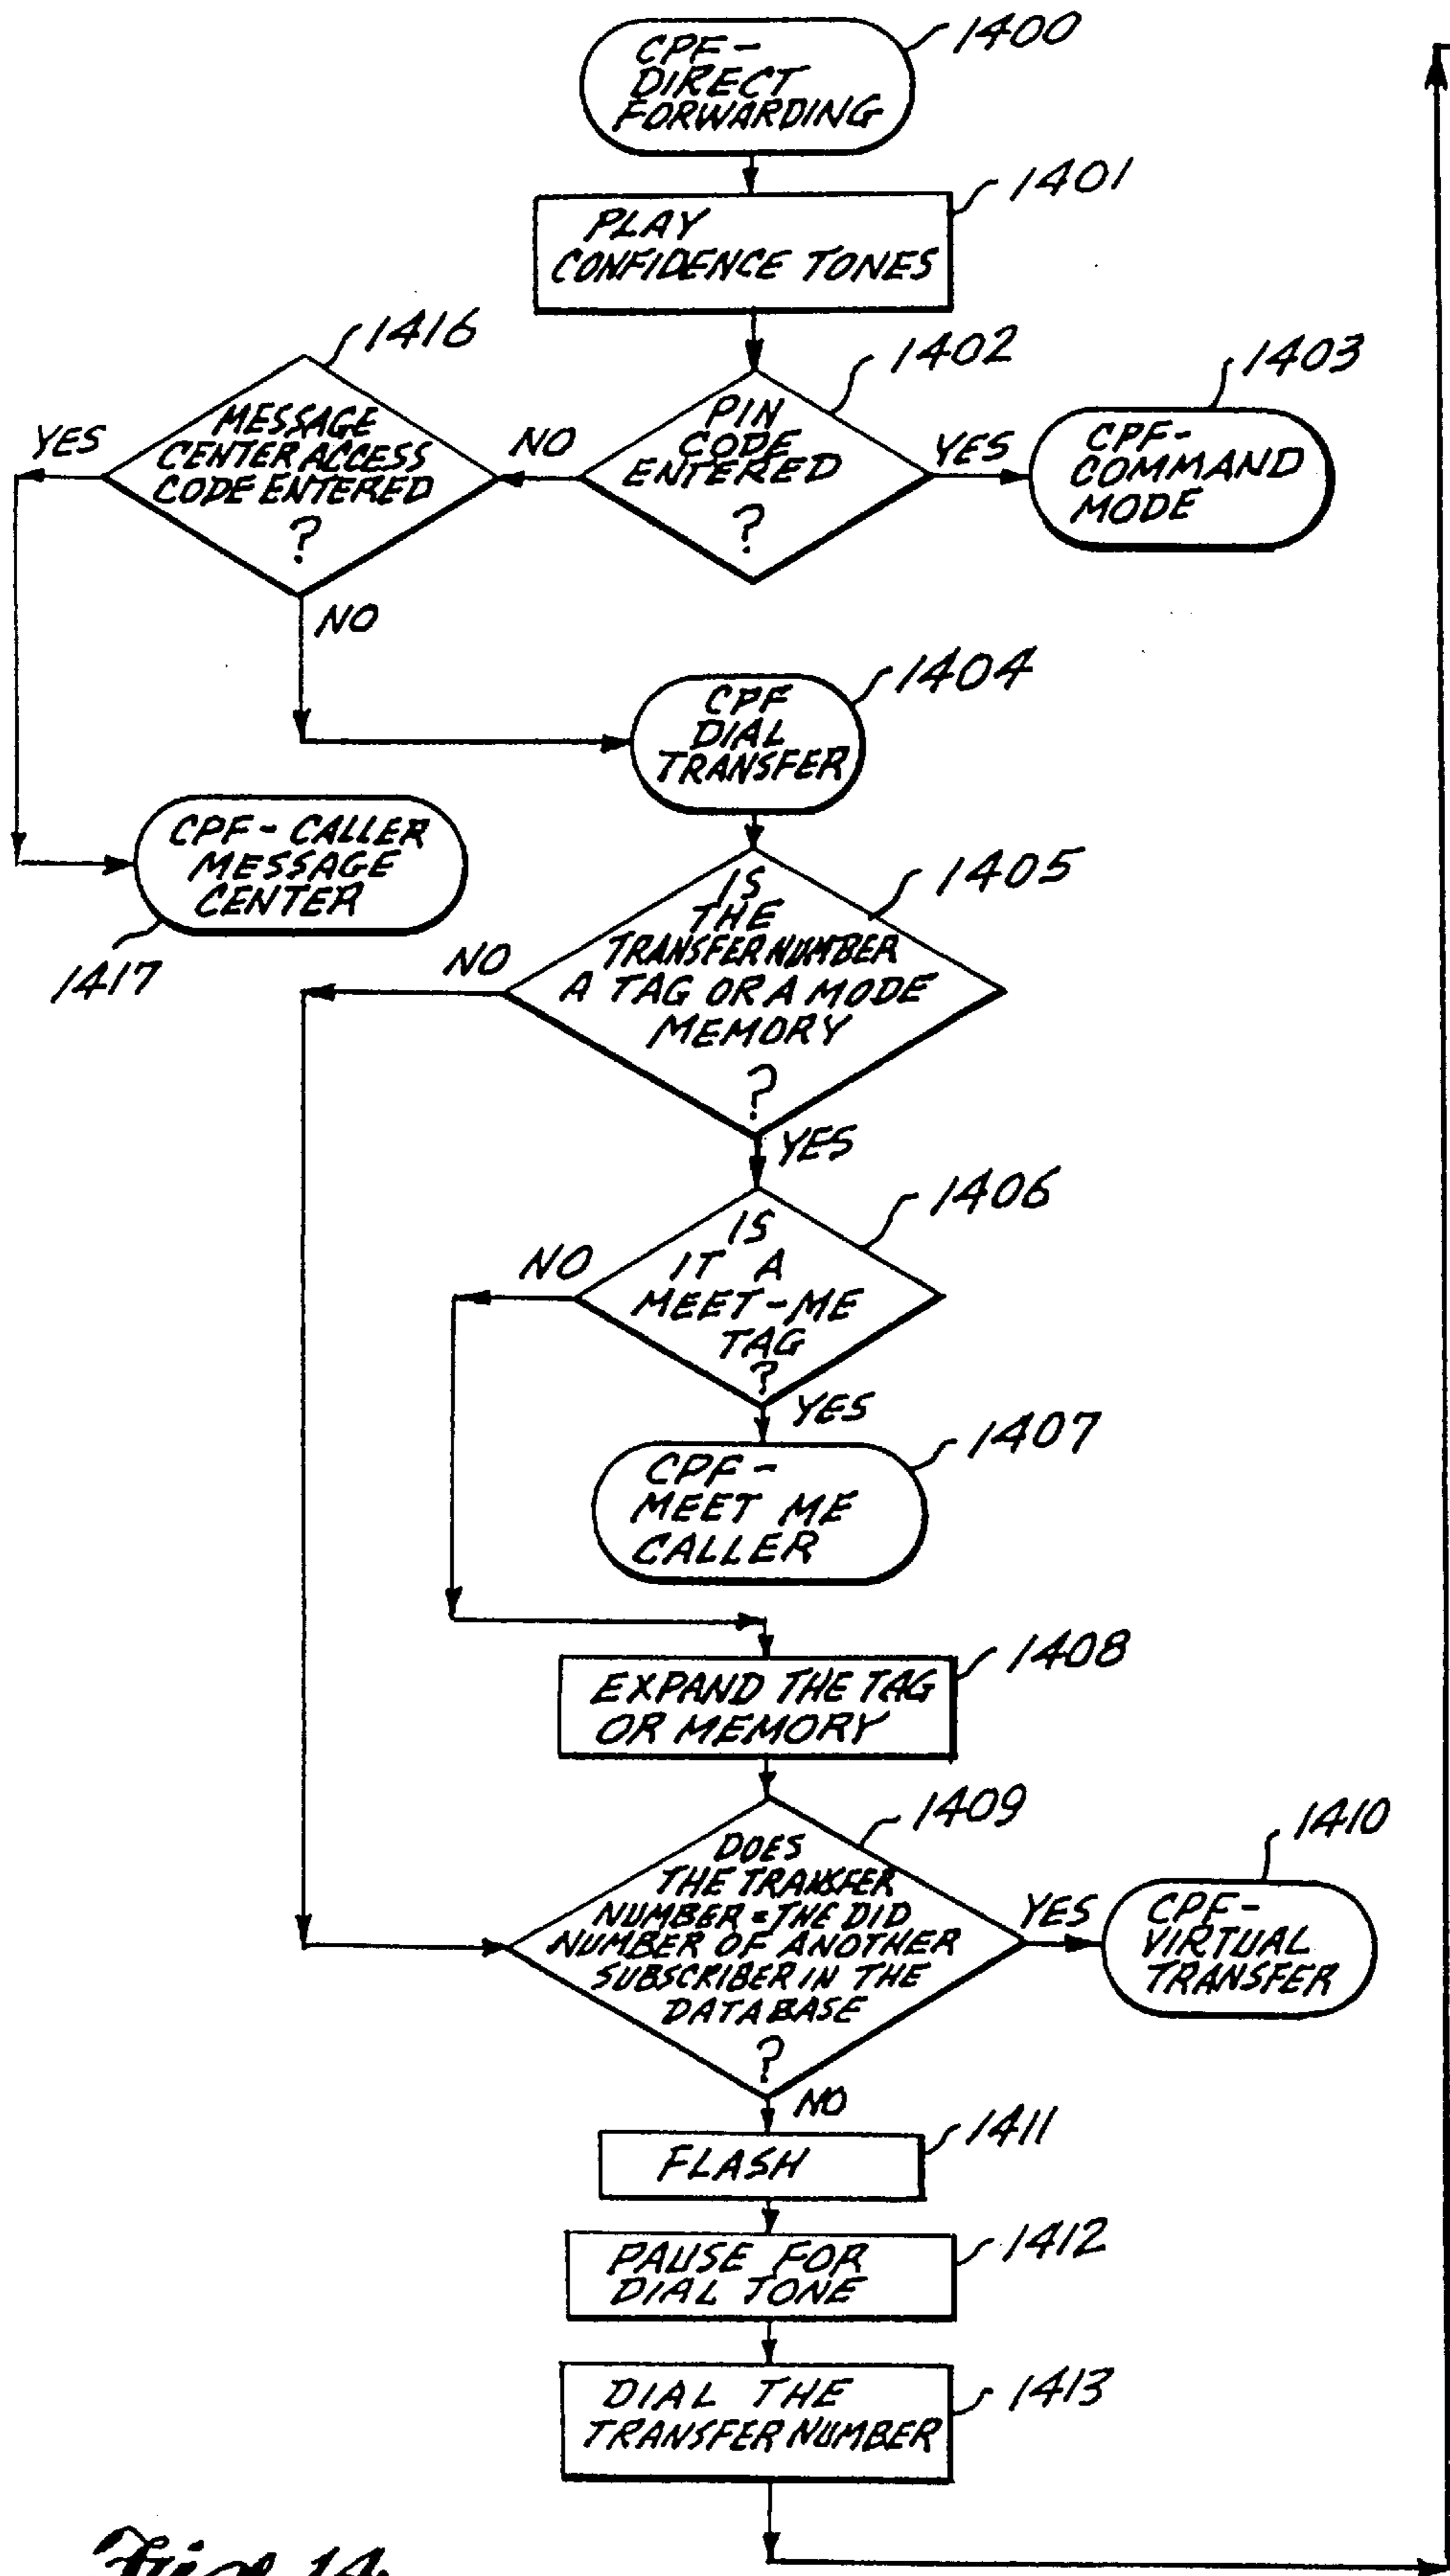 CPF-
DIRECT
FORWARDING
1400
PLAY
CONFIDENCE TONES
1401
1416
MESSAGE
CENTER ACCESS
CODE ENTERED
?
YES
NO
NO
1402
PIN
CODE
ENTERED
?
YES
1403
CPF-
COMMAND
MODE
1404
CPF
DIAL
TRANSFER
CPF-CALLER
MESSAGE
CENTER
1417
1405
IS
THE
TRANSFER NUMBER
A TAG OR A MODE
MEMORY
?
NO
YES
1406
IS
IT A
MEET-ME
TAG
?
NO
YES
1407
CPF-
MEET ME
CALLER
1408
EXPAND THE TAG
OR MEMORY
1409
DOES
THE TRANSFER
NUMBER = THE DID
NUMBER OF ANOTHER
SUBSCRIBER IN THE
DATABASE
?
YES
1410
CPF-
VIRTUAL
TRANSFER
NO
1411
FLASH
1412
PAUSE FOR
DIAL TONE
1413
DIAL THE
TRANSFER NUMBER
Fig. 14.